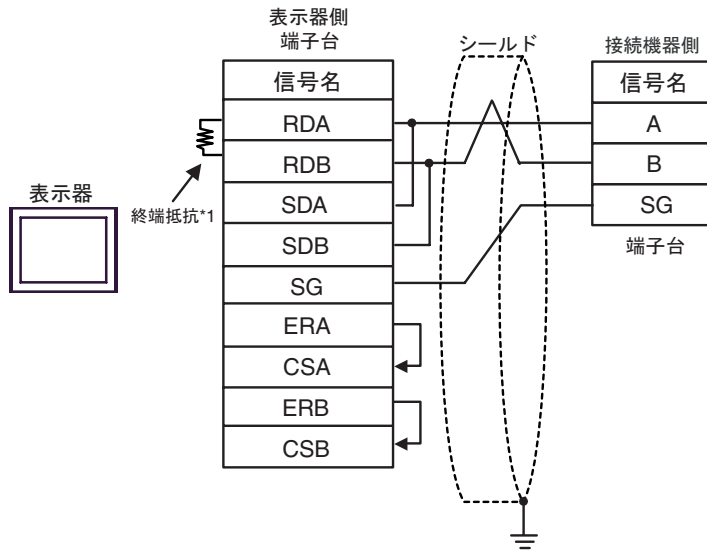 表示器側
端子台
信号名
RDA
RDB
SDA
SDB
SG
ERA
CSA
ERB
CSB
表示器
終端抵抗*1
シールド
接続機器側
信号名
A
B
SG
端子台